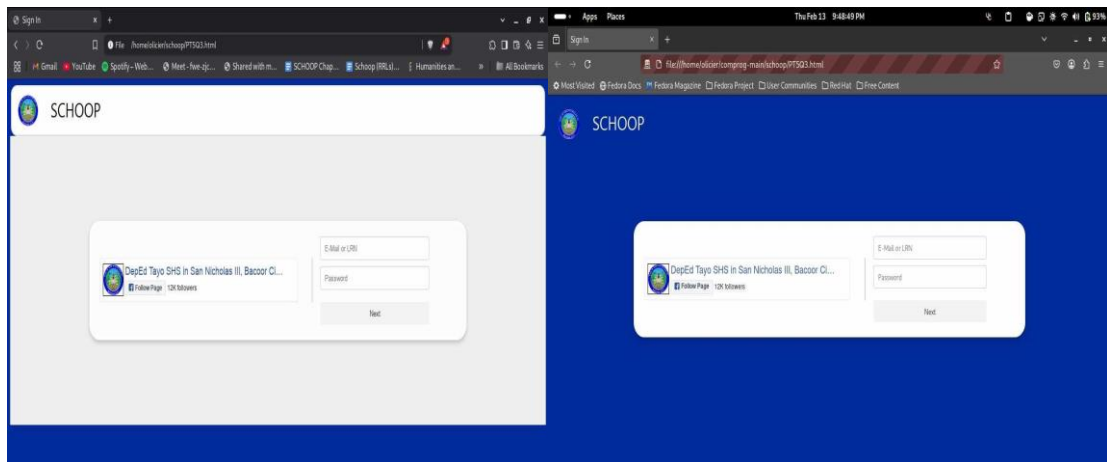 Sign In
File /home/olicier/schoop/PT5Q3.html
Gmail YouTube Spotify – Web... Meet - fwe-zjc... Shared with m... SCHOOP Chap... Schoop (RRLs)... Humanities an... » All Bookmarks
SCHOOP
DepEd Tayo SHS in San Nicholas III, Bacoor Ci...
Follow Page 12K followers
E-Mail or LRN
Password
Next
Apps Places Thu Feb 13 9:48:49 PM 93%
Sign In
file:///home/olicier/comprog-main/schoop/PT5Q3.html
Most Visited Fedora Docs Fedora Magazine Fedora Project User Communities Red Hat Free Content
SCHOOP
DepEd Tayo SHS in San Nicholas III, Bacoor Ci...
Follow Page 12K followers
E-Mail or LRN
Password
Next